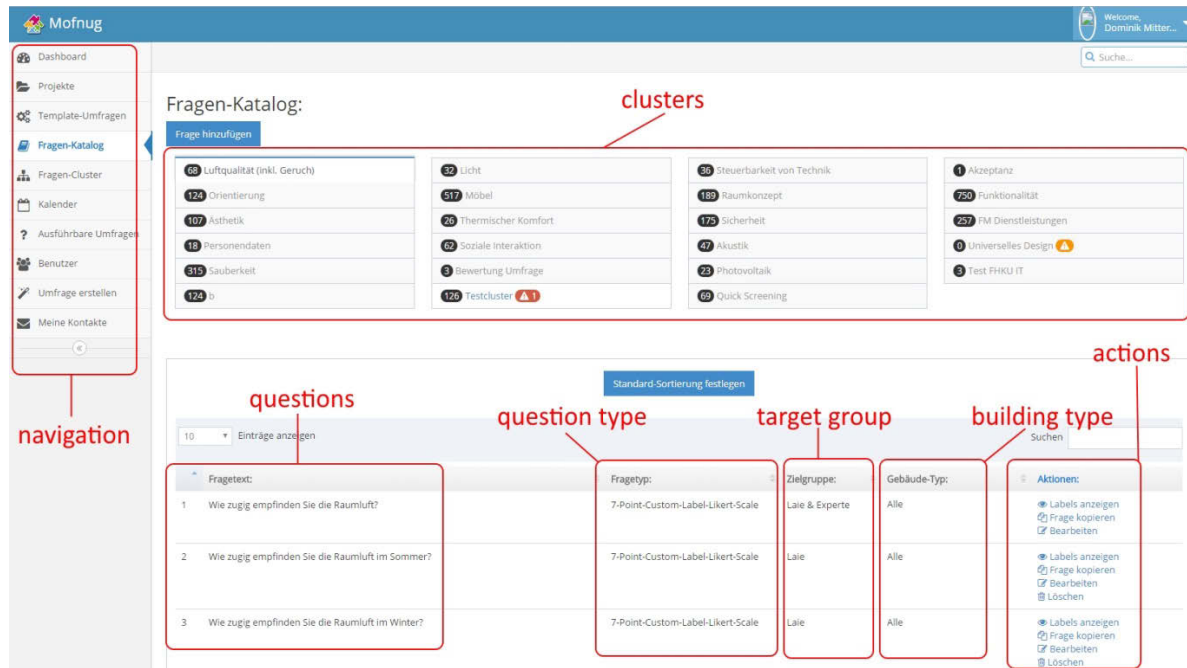 Mofnug
Welcome,
Dominik Mitter...
Dashboard
Suche...
Projekte
Template-Umfragen
Fragen-Katalog
Fragen-Cluster
Kalender
Ausführbare Umfragen
Benutzer
Umfrage erstellen
Meine Kontakte
navigation
Fragen-Katalog:
clusters
Frage hinzufügen
68 Luftqualität (inkl. Geruch)
32 Licht
36 Steuerbarkeit von Technik
1 Akzeptanz
124 Orientierung
517 Möbel
189 Raumkonzept
750 Funktionalität
107 Ästhetik
26 Thermischer Komfort
175 Sicherheit
257 FM Dienstleistungen
18 Personendaten
62 Soziale Interaktion
47 Akustik
0 Universelles Design
315 Sauberkeit
3 Bewertung Umfrage
23 Photovoltaik
3 Test FHKU IT
124 b
126 Testcluster 1
69 Quick Screening
actions
Standard-Sortierung festlegen
questions
question type
target group
building type
10 Einträge anzeigen
Suchen
Fragetext: Fragetyp: Zielgruppe: Gebäude-Typ: Aktionen:
1 Wie zugig empfinden Sie die Raumluft? 7-Point-Custom-Label-Likert-Scale Laie & Experte Alle Labels anzeigen
Frage kopieren
Bearbeiten
2 Wie zugig empfinden Sie die Raumluft im Sommer? 7-Point-Custom-Label-Likert-Scale Laie Alle Labels anzeigen
Frage kopieren
Bearbeiten
Löschen
3 Wie zugig empfinden Sie die Raumluft im Winter? 7-Point-Custom-Label-Likert-Scale Laie Alle Labels anzeigen
Frage kopieren
Bearbeiten
Löschen